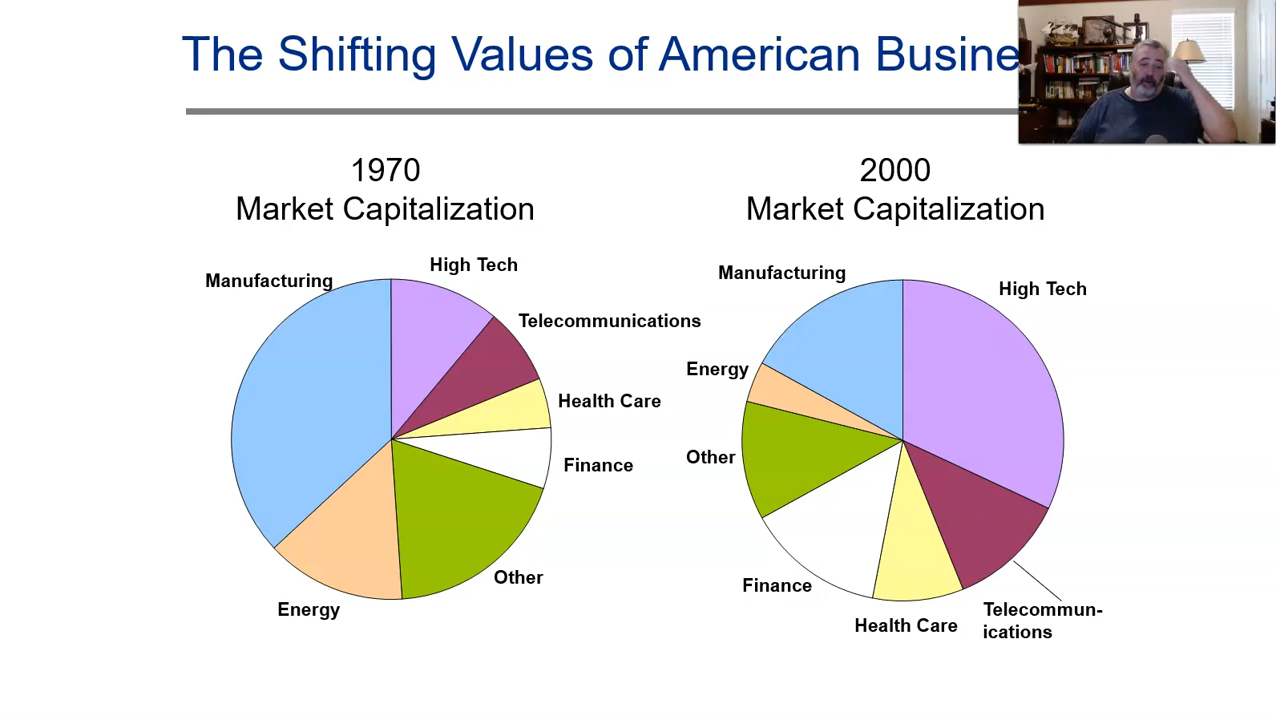 The Shifting Values of American Busine
1970
Market Capitalization
2000
Market Capitalization
Manufacturing
High Tech
Telecommunications
Health Care
Finance
Other
Energy
Manufacturing
High Tech
Energy
Other
Finance
Health Care
Telecommun-
ications